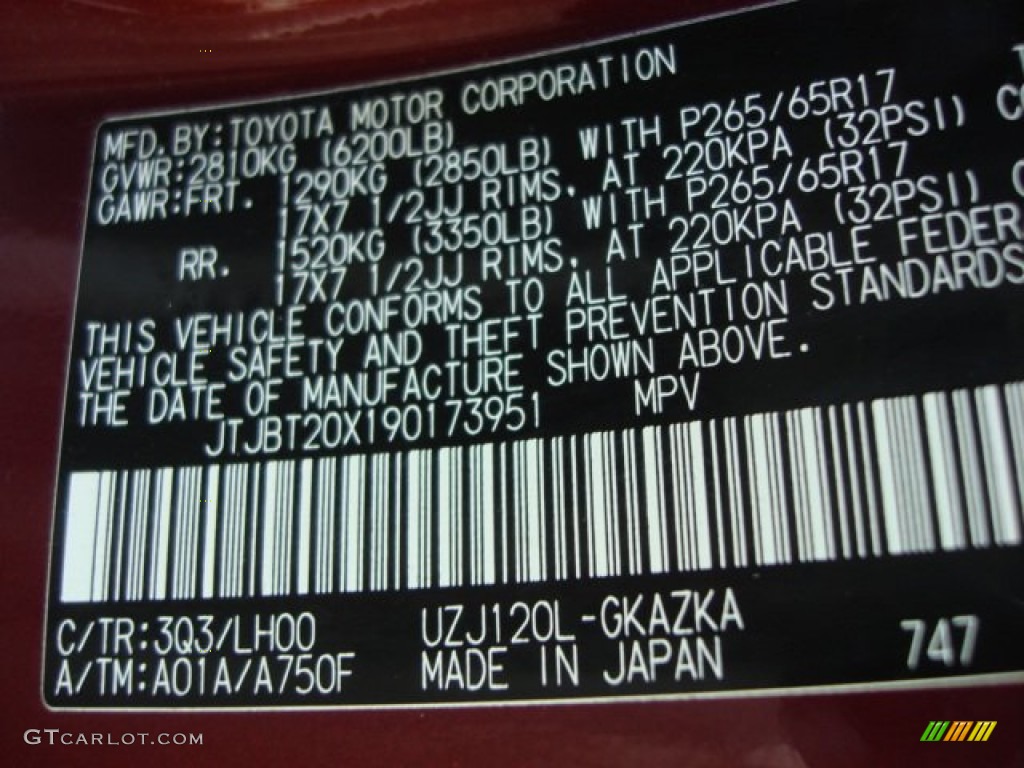 MFD.BY:TOYOTA MOTOR CORPORATION
GVWR:2810KG (6200LB)
GAWR:FRT. 1290KG (2850LB) WITH P265/65R17
17X7 1/2JJ RIMS, AT 220KPA (32PSI) CO
RR. 1520KG (3350LB) WITH P265/65R17
17X7 1/2JJ RIMS, AT 220KPA (32PSI) C
THIS VEHICLE CONFORMS TO ALL APPLICABLE FEDER
VEHICLE SAFETY AND THEFT PREVENTION STANDARDS
THE DATE OF MANUFACTURE SHOWN ABOVE.
JTJBT20X190173951 MPV
C/TR:3Q3/LH00 UZJ120L-GKAZKA
A/TM:A01A/A750F MADE IN JAPAN 747
GTCARLOT.COM